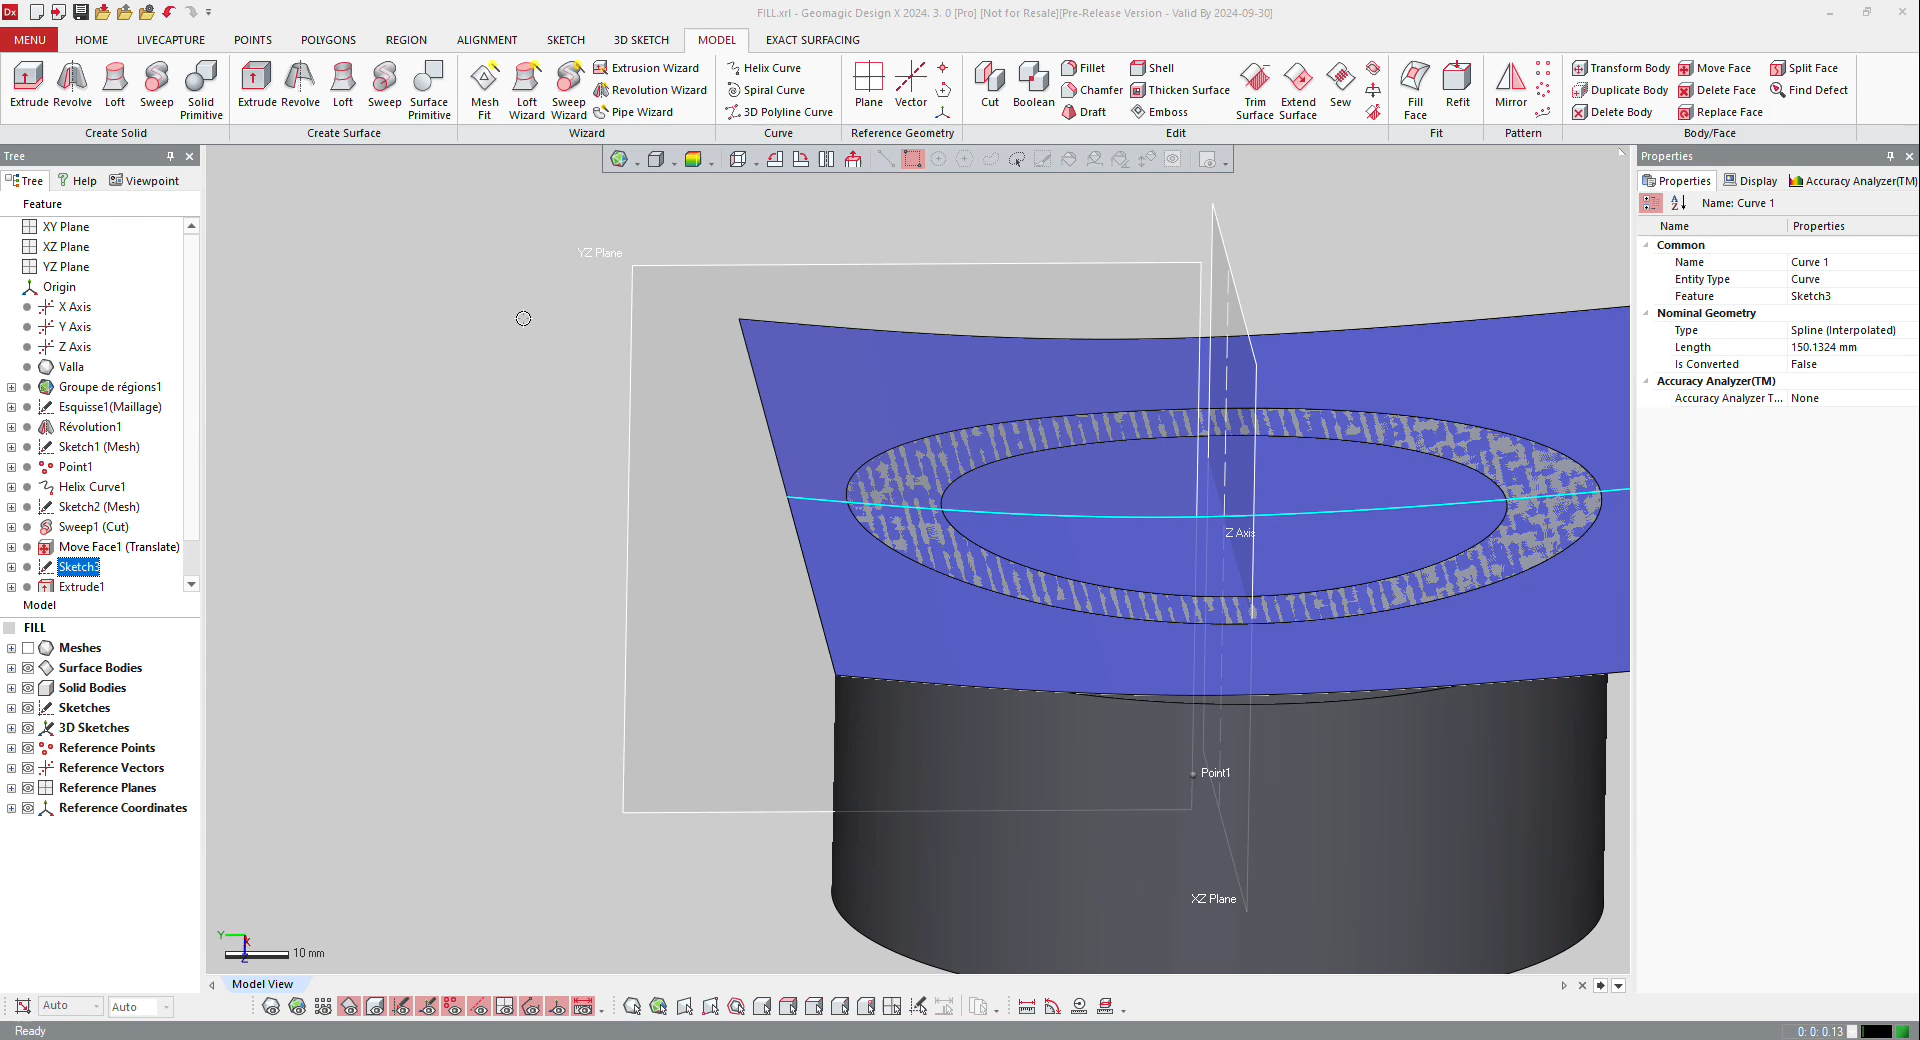 Dx
FILL.xrl - Geomagic Design X 2024. 3. 0 [Pro] [Not for Resale][Pre-Release Version - Valid By 2024-09-30]
MENU HOME LIVECAPTURE POINTS POLYGONS REGION ALIGNMENT SKETCH 3D SKETCH MODEL EXACT SURFACING
Extrude Revolve Loft Sweep Solid Primitive
Create Solid
Extrude Revolve Loft Sweep Surface Primitive
Create Surface
Mesh Fit Loft Wizard Sweep Wizard
Extrusion Wizard
Revolution Wizard
Pipe Wizard
Wizard
Helix Curve
Spiral Curve
3D Polyline Curve
Curve
Plane Vector
Reference Geometry
Cut Boolean
Fillet
Chamfer
Draft
Shell
Thicken Surface
Emboss
Trim Surface Extend Surface Sew
Edit
Fill Face Refit
Fit
Mirror
Pattern
Transform Body
Duplicate Body
Delete Body
Move Face
Delete Face
Replace Face
Split Face
Find Defect
Body/Face
Tree
Tree Help Viewpoint
Feature
XY Plane
XZ Plane
YZ Plane
Origin
X Axis
Y Axis
Z Axis
Valla
Groupe de régions1
Esquisse1(Maillage)
Révolution1
Sketch1 (Mesh)
Point1
Helix Curve1
Sketch2 (Mesh)
Sweep1 (Cut)
Move Face1 (Translate)
Sketch3
Extrude1
Model
FILL
Meshes
Surface Bodies
Solid Bodies
Sketches
3D Sketches
Reference Points
Reference Vectors
Reference Planes
Reference Coordinates
YZ Plane
Z Axis
Point1
XZ Plane
Y
X
Z
10 mm
Model View
Properties
Properties Display Accuracy Analyzer(TM)
Name: Curve 1
Name Properties
Common
Name Curve 1
Entity Type Curve
Feature Sketch3
Nominal Geometry
Type Spline (Interpolated)
Length 150.1324 mm
Is Converted False
Accuracy Analyzer(TM)
Accuracy Analyzer T... None
Auto Auto
Ready
0: 0: 0.13